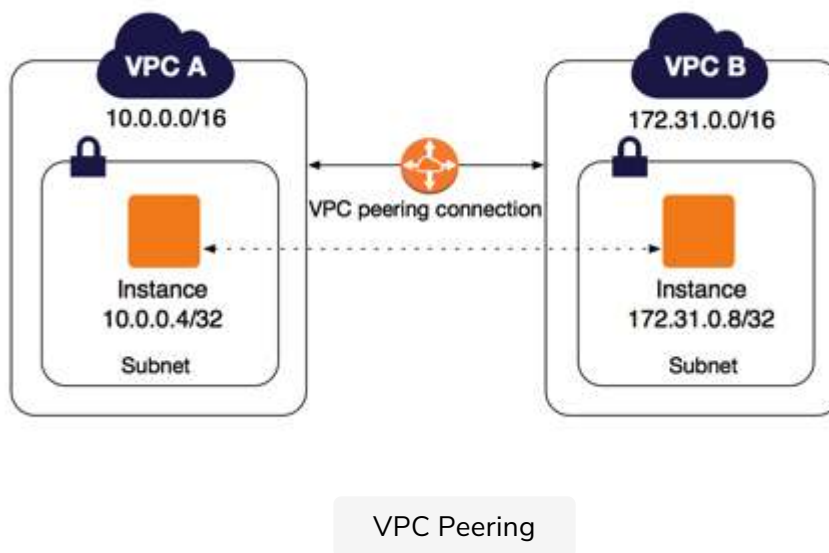 VPC A
10.0.0.0/16
Instance
10.0.0.4/32
Subnet
VPC peering connection
VPC B
172.31.0.0/16
Instance
172.31.0.8/32
Subnet
VPC Peering